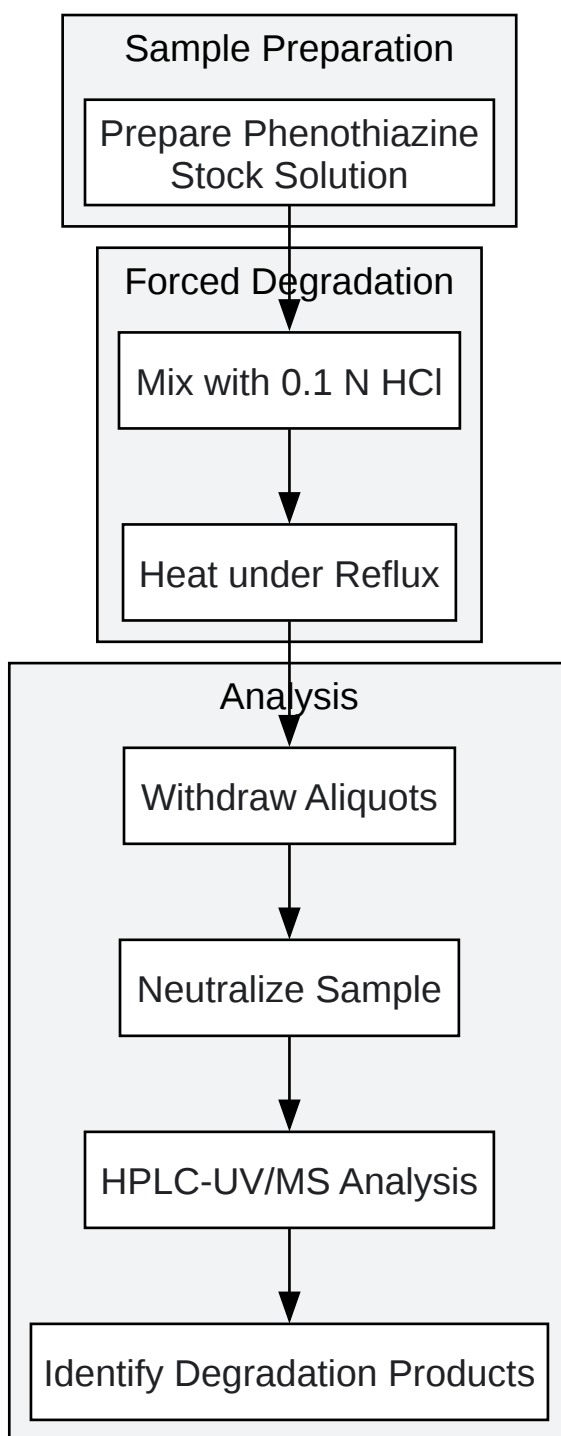 Sample Preparation
Prepare Phenothiazine
Stock Solution
Forced Degradation
Mix with 0.1 N HCl
Heat under Reflux
Analysis
Withdraw Aliquots
Neutralize Sample
HPLC-UV/MS Analysis
Identify Degradation Products